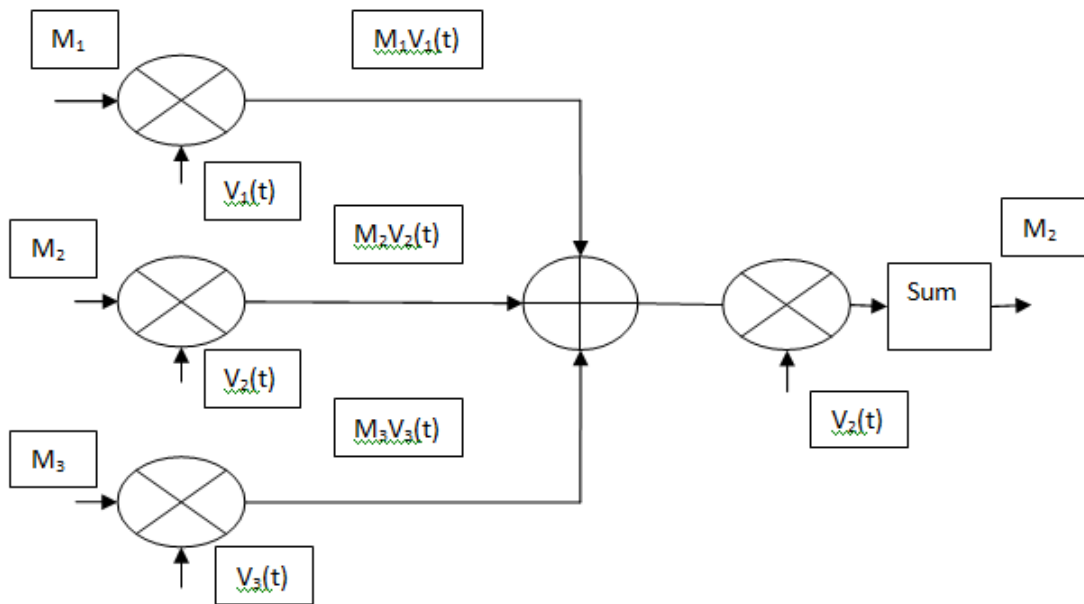 M₁
M₁V₁(t)
V₁(t)
M₂
M₂V₂(t)
M₂
Sum
V₂(t)
V₂(t)
M₃V₃(t)
M₃
V₃(t)